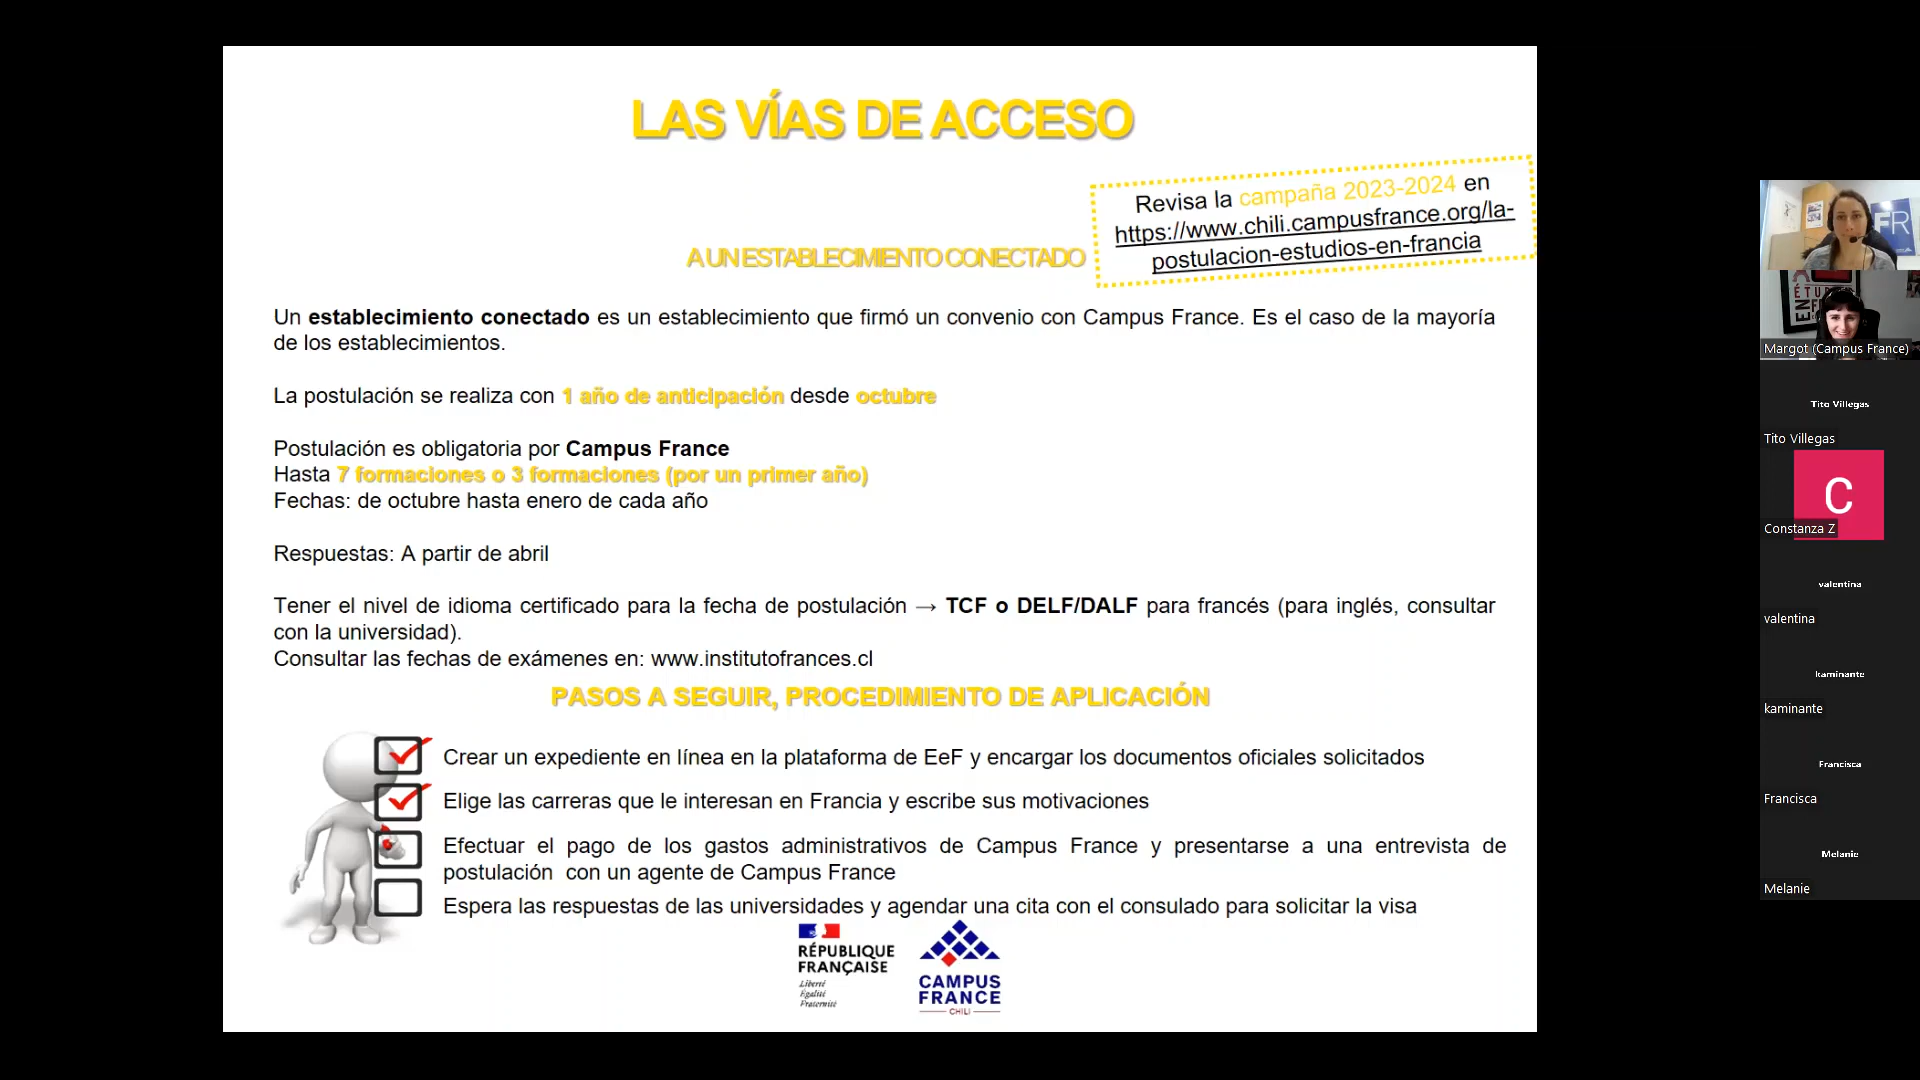 LAS VÍAS DE ACCESO
Revisa la campaña 2023-2024 en
https://www.chili.campusfrance.org/la-
postulacion-estudios-en-francia
A UN ESTABLECIMIENTO CONECTADO
Un establecimiento conectado es un establecimiento que firmó un convenio con Campus France. Es el caso de la mayoría
de los establecimientos.
La postulación se realiza con 1 año de anticipación desde octubre
Postulación es obligatoria por Campus France
Hasta 7 formaciones o 3 formaciones (por un primer año)
Fechas: de octubre hasta enero de cada año
Respuestas: A partir de abril
Tener el nivel de idioma certificado para la fecha de postulación → TCF o DELF/DALF para francés (para inglés, consultar
con la universidad).
Consultar las fechas de exámenes en: www.institutofrances.cl
PASOS A SEGUIR, PROCEDIMIENTO DE APLICACIÓN
Crear un expediente en línea en la plataforma de EeF y encargar los documentos oficiales solicitados
Elige las carreras que le interesan en Francia y escribe sus motivaciones
Efectuar el pago de los gastos administrativos de Campus France y presentarse a una entrevista de
postulación con un agente de Campus France
Espera las respuestas de las universidades y agendar una cita con el consulado para solicitar la visa
RÉPUBLIQUE
FRANÇAISE
Liberté
Égalité
Fraternité
CAMPUS
FRANCE
CHILI
FR
Margot (Campus France)
Tito Villegas
Tito Villegas
C
Constanza Z
valentina
valentina
kaminante
kaminante
Francisca
Francisca
Melanie
Melanie